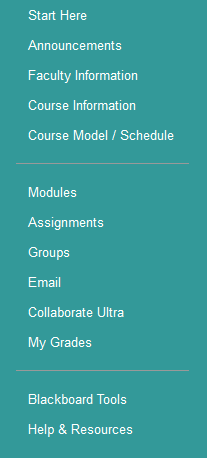 Start Here
Announcements
Faculty Information
Course Information
Course Model / Schedule
Modules
Assignments
Groups
Email
Collaborate Ultra
My Grades
Blackboard Tools
Help & Resources